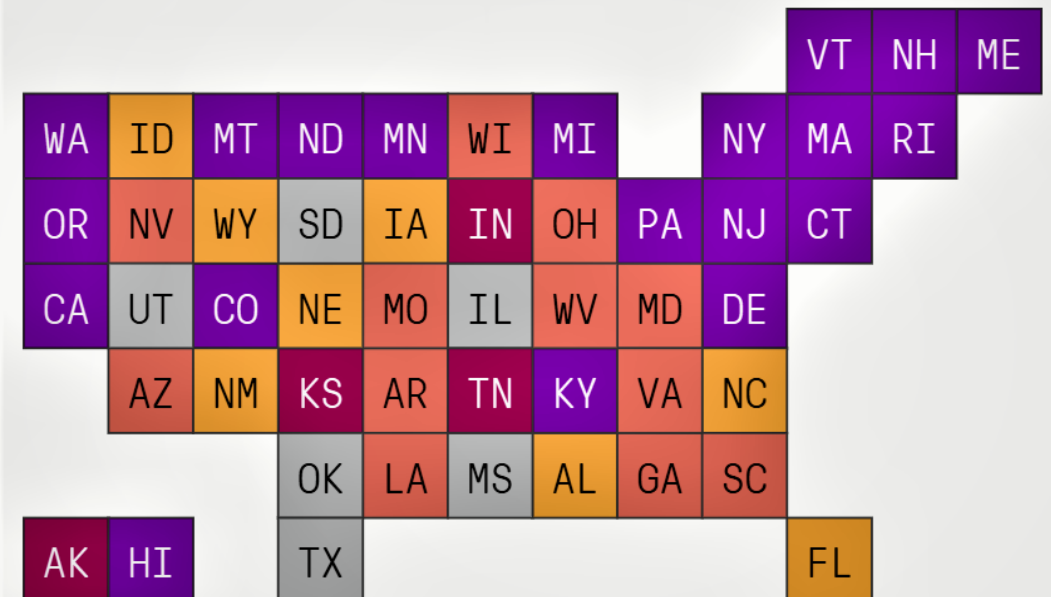 VT NH ME
WA ID MT ND MN WI MI NY MA RI
OR NV WY SD IA IN OH PA NJ CT
CA UT CO NE MO IL WV MD DE
AZ NM KS AR TN KY VA NC
OK LA MS AL GA SC
AK HI TX FL